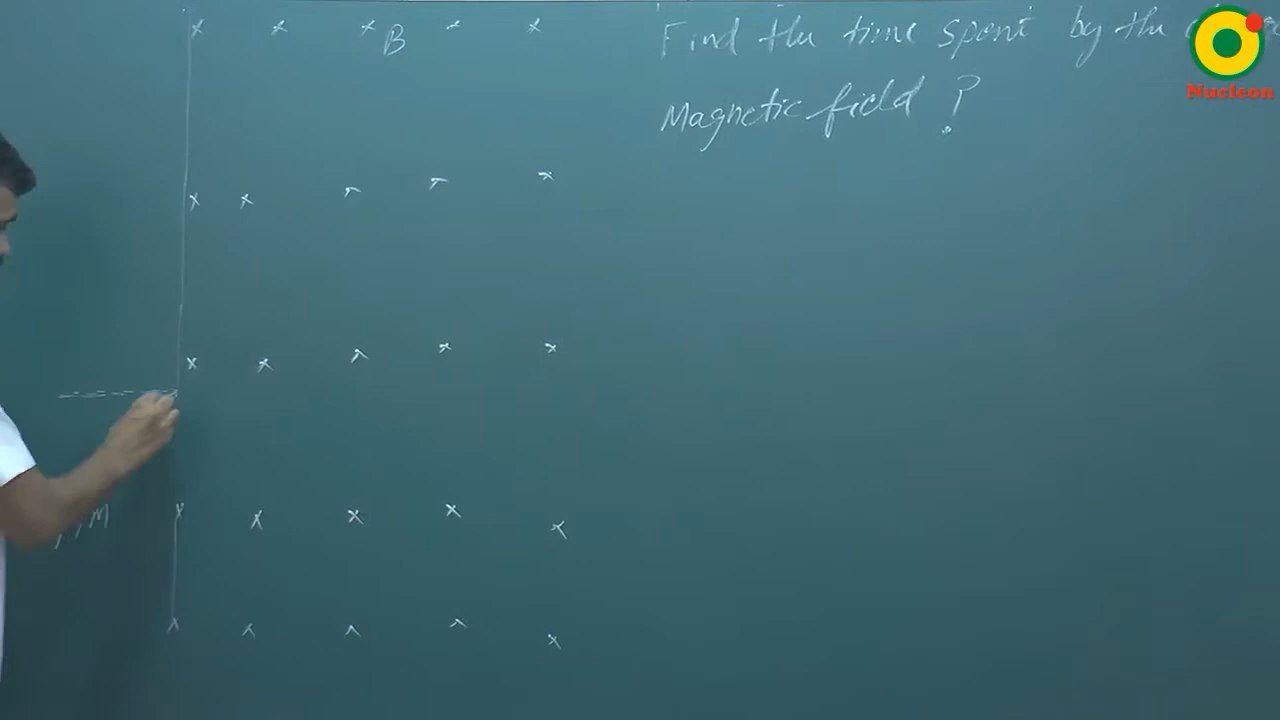 Find the time spent by the
Magnetic field ?
Nucleon
B
M